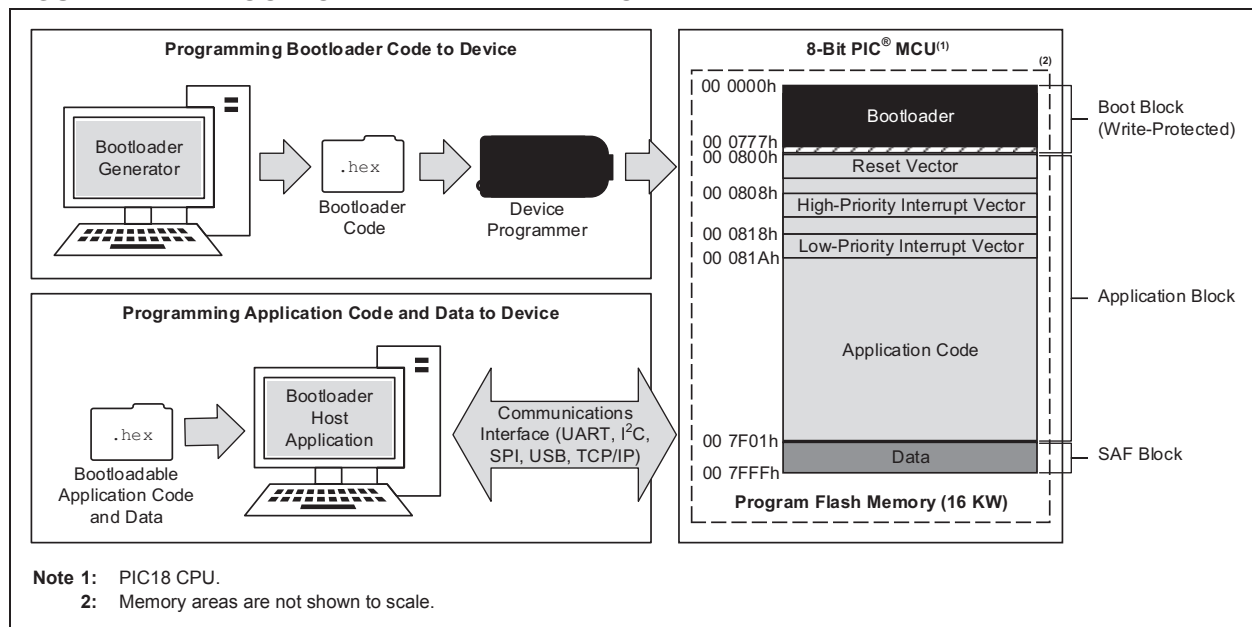 Programming Bootloader Code to Device
Bootloader
Generator
.hex
Bootloader
Code
Device
Programmer
Programming Application Code and Data to Device
.hex
Bootloadable
Application Code
and Data
Bootloader
Host
Application
Communications
Interface (UART, I²C,
SPI, USB, TCP/IP)
8-Bit PIC® MCU(1)
(2)
00 0000h
Bootloader
00 0777h
00 0800h
Reset Vector
00 0808h
High-Priority Interrupt Vector
00 0818h
Low-Priority Interrupt Vector
00 081Ah
Application Code
00 7F01h
Data
00 7FFFh
Program Flash Memory (16 KW)
Boot Block
(Write-Protected)
Application Block
SAF Block
Note 1: PIC18 CPU.
2: Memory areas are not shown to scale.